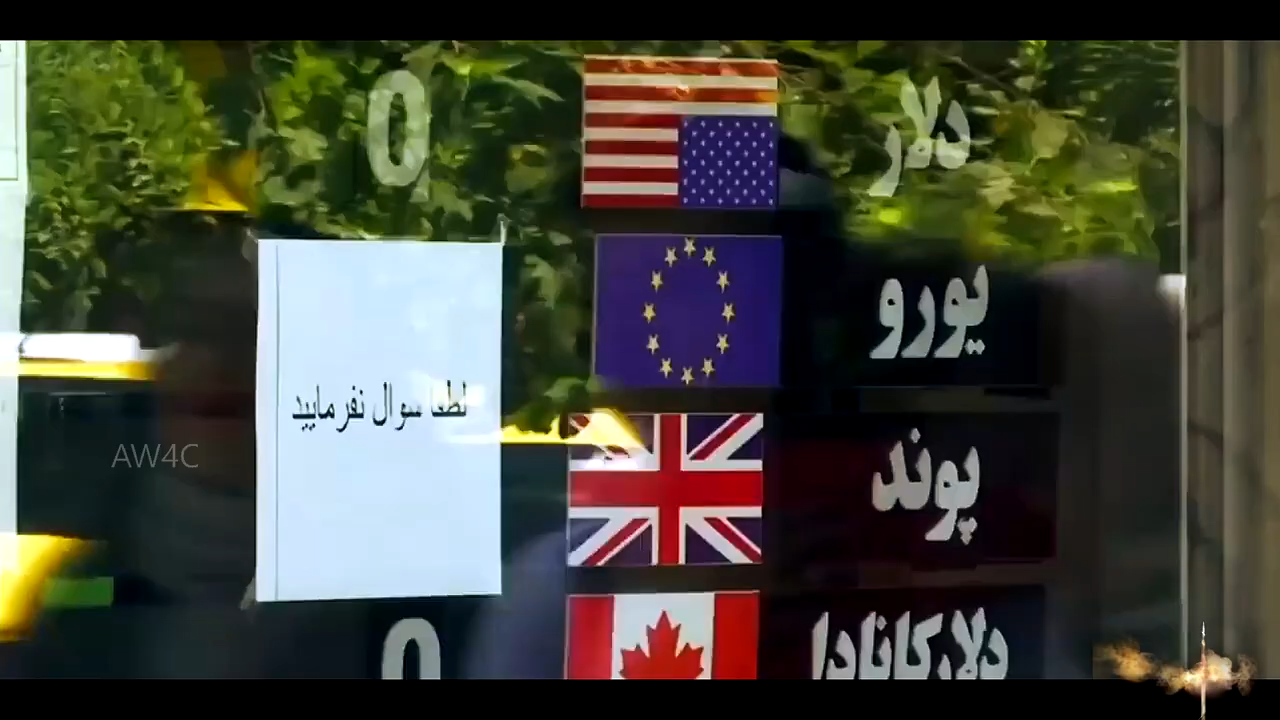 دلار 0
یورو
پوند
لطفا سوال نفرمایید
AW4C
دلار کانادا 0